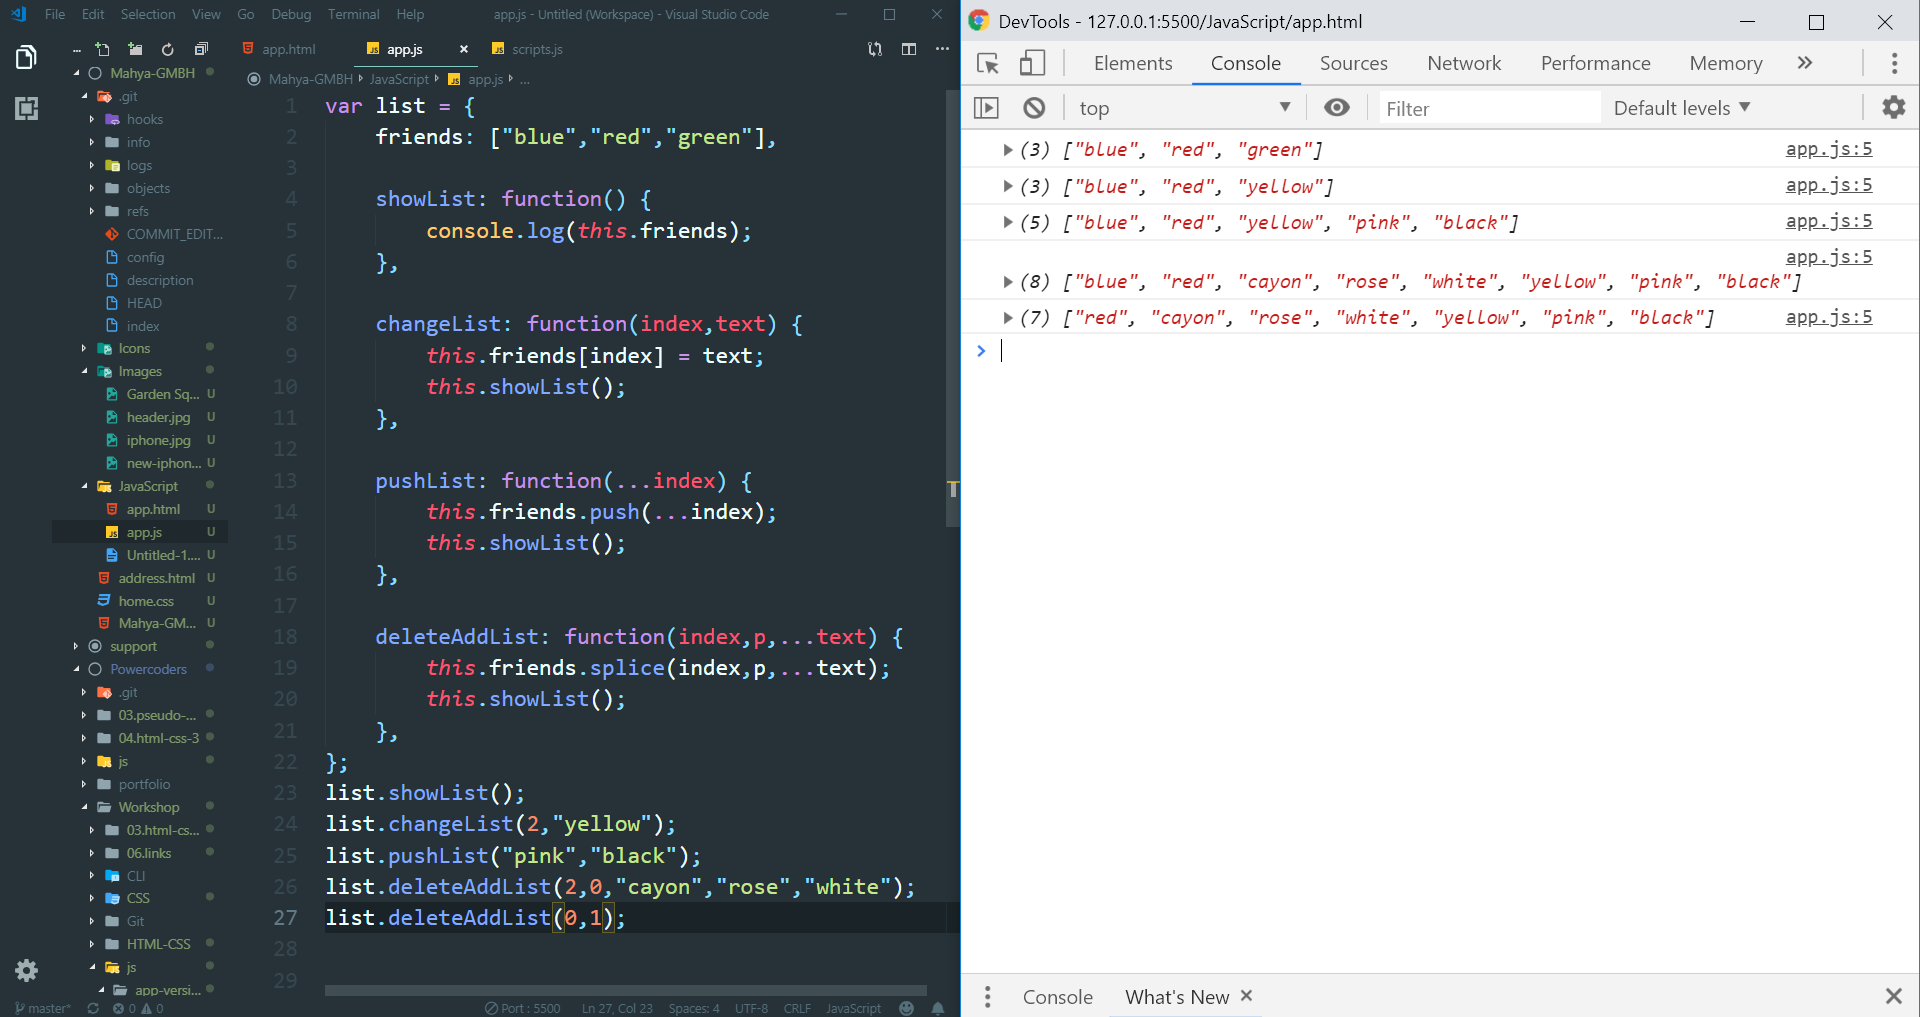 File Edit Selection View Go Debug Terminal Help app.js - Untitled (Workspace) - Visual Studio Code
...
Mahya-GMBH
.git
hooks
info
logs
objects
refs
COMMIT_EDIT...
config
description
HEAD
index
Icons
Images
Garden Sq... U
header.jpg U
iphone.jpg U
new-iphon... U
JavaScript
app.html U
app.js U
Untitled-1.... U
address.html U
home.css U
Mahya-GM... U
support
Powercoders
.git
03.pseudo-...
04.html-css-3
js
portfolio
Workshop
03.html-cs...
06.links
CLI
CSS
Git
HTML-CSS
js
app-versi...
app.html app.js × scripts.js ...
Mahya-GMBH JavaScript app.js ...
1 var list = {
2 friends: ["blue","red","green"],
3
4 showList: function() {
5 console.log(this.friends);
6 },
7
8 changeList: function(index,text) {
9 this.friends[index] = text;
10 this.showList();
11 },
12
13 pushList: function(...index) {
14 this.friends.push(...index);
15 this.showList();
16 },
17
18 deleteAddList: function(index,p,...text) {
19 this.friends.splice(index,p,...text);
20 this.showList();
21 },
22 };
23 list.showList();
24 list.changeList(2,"yellow");
25 list.pushList("pink","black");
26 list.deleteAddList(2,0,"cayon","rose","white");
27 list.deleteAddList(0,1);
28
29
master* 0 0 Port : 5500 Ln 27, Col 23 Spaces: 4 UTF-8 CRLF JavaScript
DevTools - 127.0.0.1:5500/JavaScript/app.html
Elements Console Sources Network Performance Memory »
top Filter Default levels
(3) ["blue", "red", "green"] app.js:5
(3) ["blue", "red", "yellow"] app.js:5
(5) ["blue", "red", "yellow", "pink", "black"] app.js:5
app.js:5
(8) ["blue", "red", "cayon", "rose", "white", "yellow", "pink", "black"]
(7) ["red", "cayon", "rose", "white", "yellow", "pink", "black"] app.js:5
>
Console What's New ×